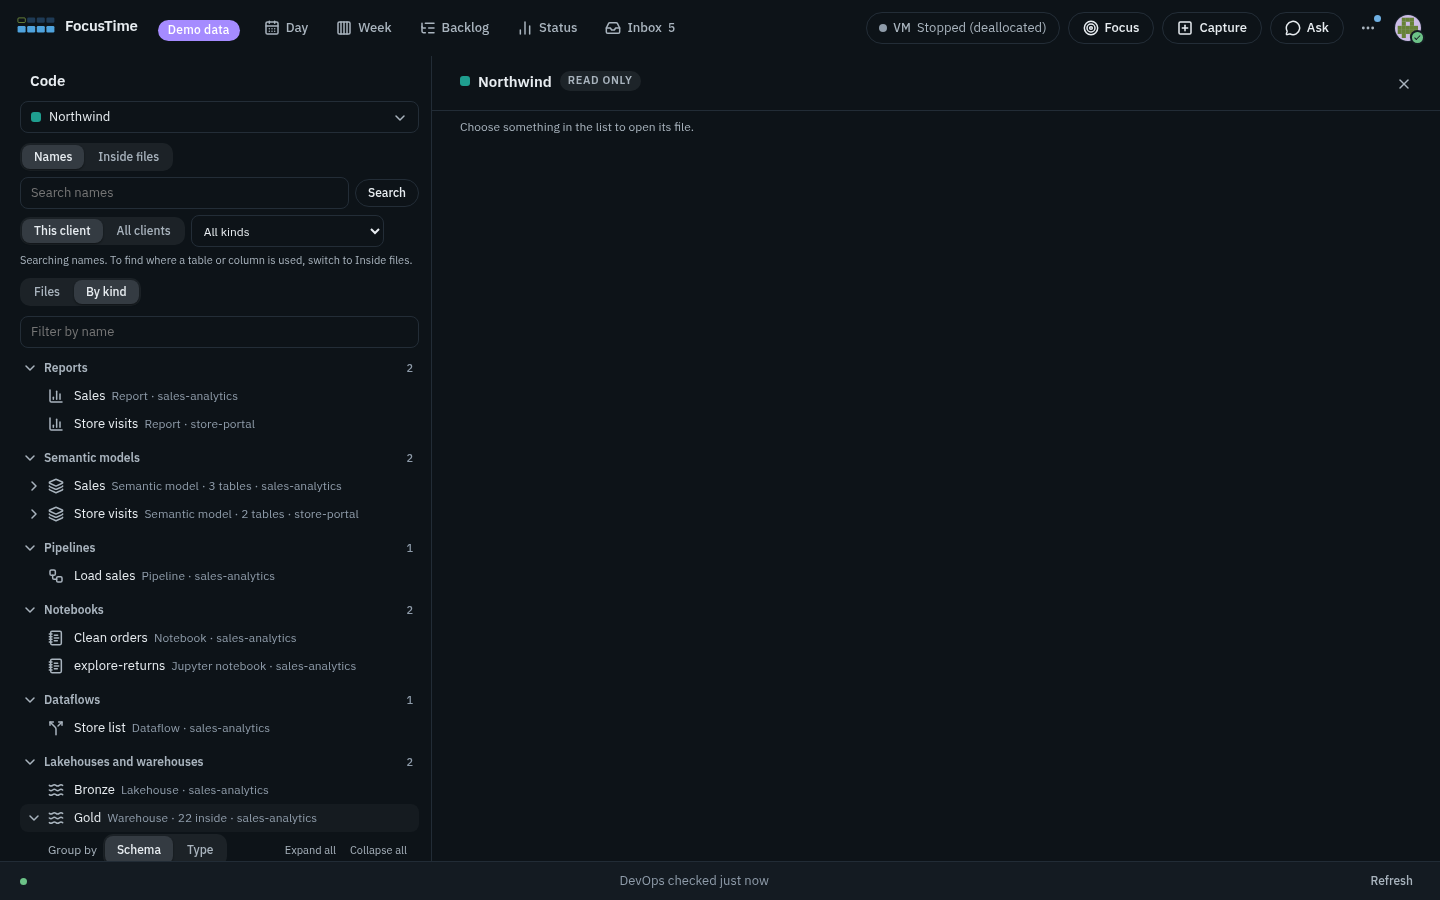 FocusTime
Demo data
Day
Week
Backlog
Status
Inbox 5
VM Stopped (deallocated)
Focus
Capture
Ask
Code
Northwind
Names
Inside files
Search names
Search
This client
All clients
All kinds
Searching names. To find where a table or column is used, switch to Inside files.
Files
By kind
Filter by name
Reports 2
Sales Report · sales-analytics
Store visits Report · store-portal
Semantic models 2
Sales Semantic model · 3 tables · sales-analytics
Store visits Semantic model · 2 tables · store-portal
Pipelines 1
Load sales Pipeline · sales-analytics
Notebooks 2
Clean orders Notebook · sales-analytics
explore-returns Jupyter notebook · sales-analytics
Dataflows 1
Store list Dataflow · sales-analytics
Lakehouses and warehouses 2
Bronze Lakehouse · sales-analytics
Gold Warehouse · 22 inside · sales-analytics
Group by Schema Type Expand all Collapse all
Northwind READ ONLY
Choose something in the list to open its file.
DevOps checked just now
Refresh